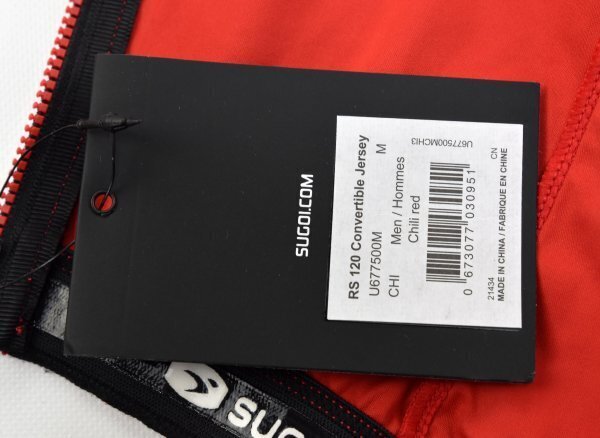 SUGOI.COM
RS 120 Convertible Jersey
U677500M M
CHI Men / Hommes
Chili red
0 673077 030951
21434 CN
MADE IN CHINA / FABRIQUE EN CHINE
U677500MCHI3
SUGOI